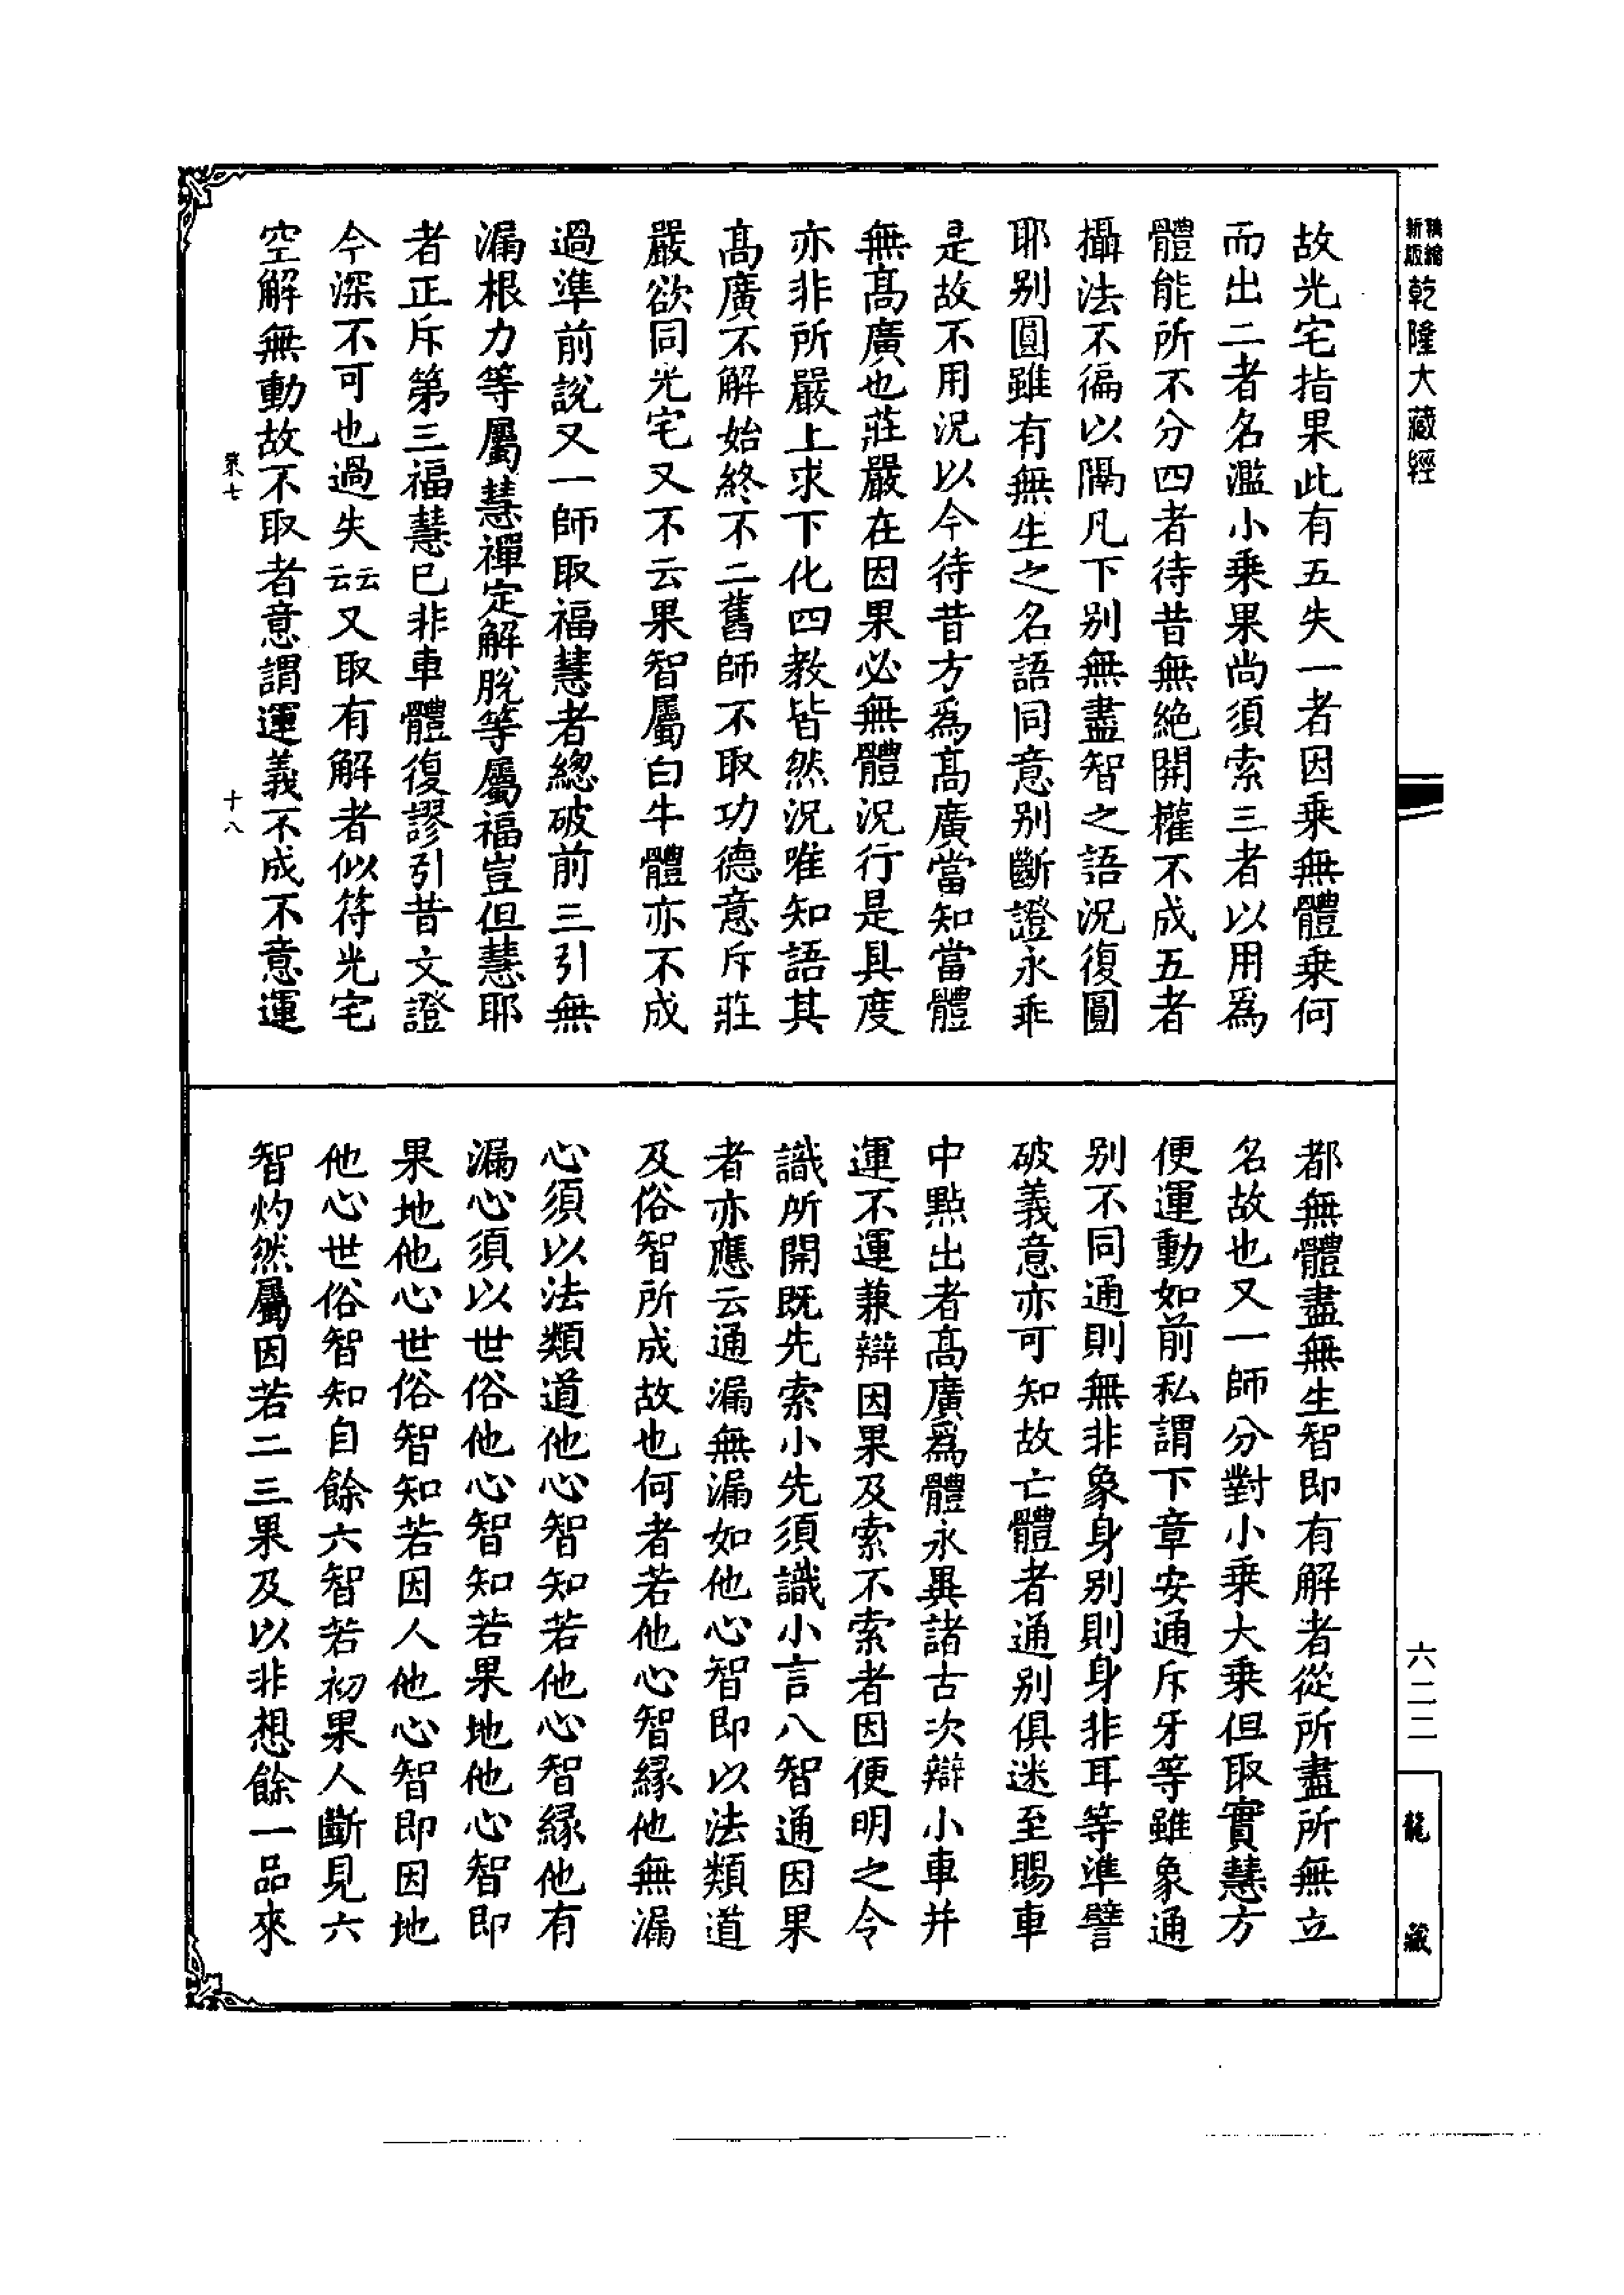 新版
精縮
乾隆大藏經
六二二
龍藏
故光宅指果此有五失一者因乗無體乗何
而出二者名濫小乗果尚須索三者以用爲
體能所不分四者待昔無絶開權不成五者
攝法不徧以隔凡下别無盡智之語況復圓
耶别圓雖有無生之名語同意别斷證永乖
是故不用況以今待昔方爲髙廣當知當體
無髙廣也莊嚴在因果必無體況行是具度
亦非所嚴上求下化四教皆然況唯知語其
髙廣不解始終不二舊師不取功德意斥莊
嚴欲同光宅又不云果智屬白牛體亦不成
過準前説又一師取福慧者總破前三引無
漏根力等屬慧禪定解脫等屬福豈但慧耶
者正斥第三福慧已非車體復謬引昔文證
今深不可也過失云云又取有解者似符光宅
空解無動故不取者意謂運義不成不意運
策七
十八
都無體盡無生智即有解者從所盡所無立
名故也又一師分對小乗大乗但取實慧方
便運動如前私謂下章安通斥牙等雖象通
别不同通則無非象身别則身非耳等準譬
破義意亦可知故亡體者通别俱迷至賜車
中㸃出者髙廣爲體永異諸古次辯小車并
運不運兼辯因果及索不索者因便明之令
識所開既先索小先須識小言八智通因果
者亦應云通漏無漏如他心智即以法類道
及俗智所成故也何者若他心智縁他無漏
心須以法類道他心智知若他心智縁他有
漏心須以世俗他心智知若果地他心智即
果地他心世俗智知若因人他心智即因地
他心世俗智知自餘六智若初果人斷見六
智灼然屬因若二三果及以非想餘一品來